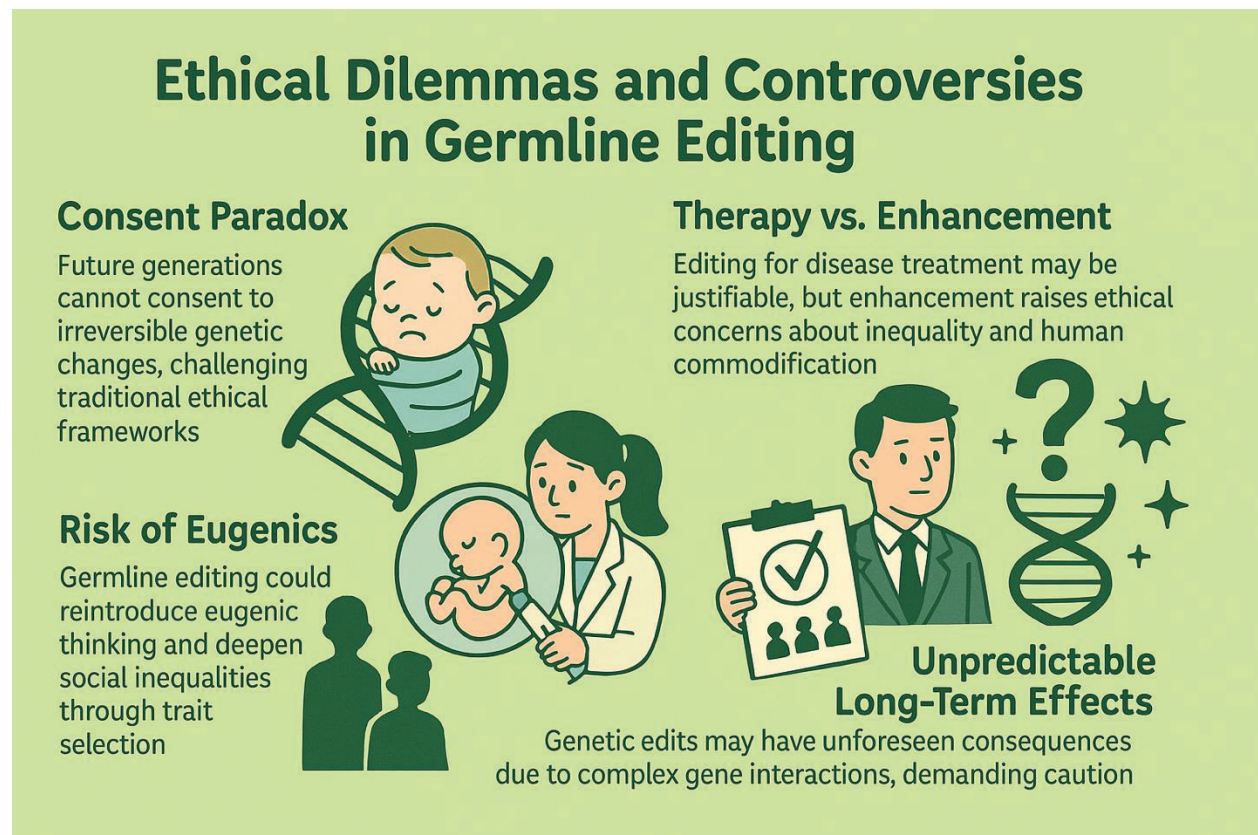 Ethical Dilemmas and Controversies
in Germline Editing
Consent Paradox
Future generations
cannot consent to
irreversible genetic
changes, challenging
traditional ethical
frameworks
Therapy vs. Enhancement
Editing for disease treatment may be
justifiable, but enhancement raises ethical
concerns about inequality and human
commodification
Risk of Eugenics
Germline editing could
reintroduce eugenic
thinking and deepen
social inequalities
through trait
selection
Unpredictable
Long-Term Effects
Genetic edits may have unforeseen consequences
due to complex gene interactions, demanding caution